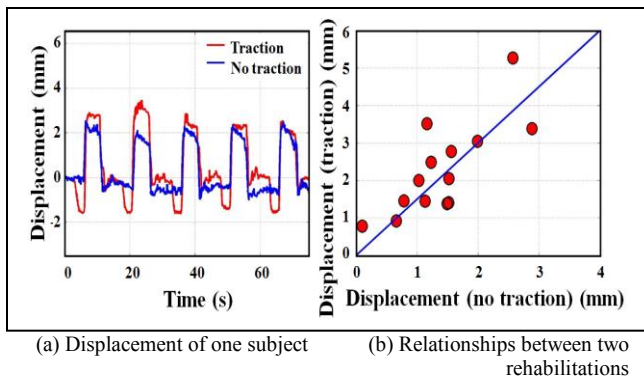 Displacement (mm)
6
4
2
0
-2
Traction
No traction
0
20
40
60
Time (s)
Displacement (traction) (mm)
6
5
4
3
2
1
0
0
1
2
3
4
Displacement (no traction) (mm)
(a) Displacement of one subject
(b) Relationships between two
rehabilitations